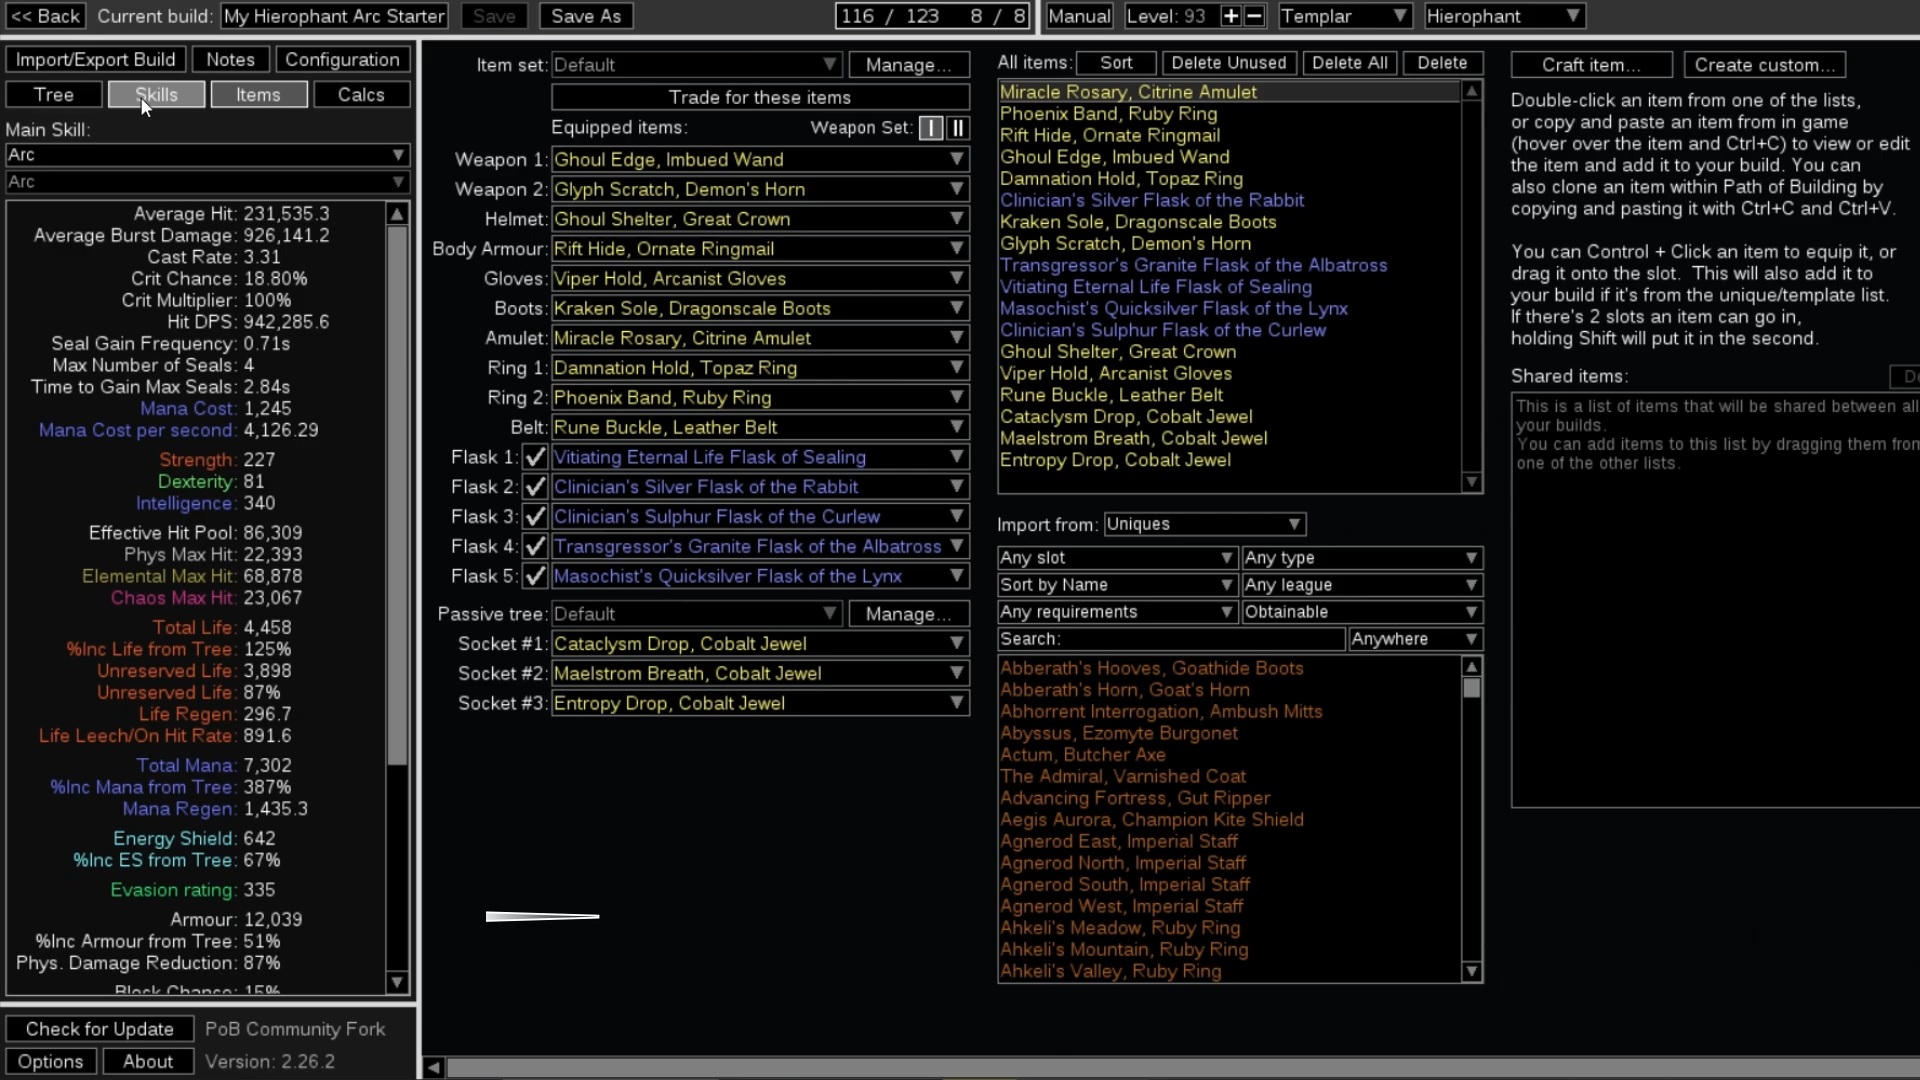 << Back Current build: My Hierophant Arc Starter Save Save As 116 / 123 8 / 8 Manual Level: 93 + - Templar Hierophant
Import/Export Build Notes Configuration
Tree Skills Items Calcs
Main Skill:
Arc
Arc
Average Hit: 231,535.3
Average Burst Damage: 926,141.2
Cast Rate: 3.31
Crit Chance: 18.80%
Crit Multiplier: 100%
Hit DPS: 942,285.6
Seal Gain Frequency: 0.71s
Max Number of Seals: 4
Time to Gain Max Seals: 2.84s
Mana Cost: 1,245
Mana Cost per second: 4,126.29
Strength: 227
Dexterity: 81
Intelligence: 340
Effective Hit Pool: 86,309
Phys Max Hit: 22,393
Elemental Max Hit: 68,878
Chaos Max Hit: 23,067
Total Life: 4,458
%Inc Life from Tree: 125%
Unreserved Life: 3,898
Unreserved Life: 87%
Life Regen: 296.7
Life Leech/On Hit Rate: 891.6
Total Mana: 7,302
%Inc Mana from Tree: 387%
Mana Regen: 1,435.3
Energy Shield: 642
%Inc ES from Tree: 67%
Evasion rating: 335
Armour: 12,039
%Inc Armour from Tree: 51%
Phys. Damage Reduction: 87%
Block Chance: 15%
Check for Update PoB Community Fork
Options About Version: 2.26.2
Item set: Default Manage...
Trade for these items
Equipped items: Weapon Set: I II
Weapon 1: Ghoul Edge, Imbued Wand
Weapon 2: Glyph Scratch, Demon's Horn
Helmet: Ghoul Shelter, Great Crown
Body Armour: Rift Hide, Ornate Ringmail
Gloves: Viper Hold, Arcanist Gloves
Boots: Kraken Sole, Dragonscale Boots
Amulet: Miracle Rosary, Citrine Amulet
Ring 1: Damnation Hold, Topaz Ring
Ring 2: Phoenix Band, Ruby Ring
Belt: Rune Buckle, Leather Belt
Flask 1: Vitiating Eternal Life Flask of Sealing
Flask 2: Clinician's Silver Flask of the Rabbit
Flask 3: Clinician's Sulphur Flask of the Curlew
Flask 4: Transgressor's Granite Flask of the Albatross
Flask 5: Masochist's Quicksilver Flask of the Lynx
Passive tree: Default Manage...
Socket #1: Cataclysm Drop, Cobalt Jewel
Socket #2: Maelstrom Breath, Cobalt Jewel
Socket #3: Entropy Drop, Cobalt Jewel
All items: Sort Delete Unused Delete All Delete
Miracle Rosary, Citrine Amulet
Phoenix Band, Ruby Ring
Rift Hide, Ornate Ringmail
Ghoul Edge, Imbued Wand
Damnation Hold, Topaz Ring
Clinician's Silver Flask of the Rabbit
Kraken Sole, Dragonscale Boots
Glyph Scratch, Demon's Horn
Transgressor's Granite Flask of the Albatross
Vitiating Eternal Life Flask of Sealing
Masochist's Quicksilver Flask of the Lynx
Clinician's Sulphur Flask of the Curlew
Ghoul Shelter, Great Crown
Viper Hold, Arcanist Gloves
Rune Buckle, Leather Belt
Cataclysm Drop, Cobalt Jewel
Maelstrom Breath, Cobalt Jewel
Entropy Drop, Cobalt Jewel
Import from: Uniques
Any slot Any type
Sort by Name Any league
Any requirements Obtainable
Search: Anywhere
Abberath's Hooves, Goathide Boots
Abberath's Horn, Goat's Horn
Abhorrent Interrogation, Ambush Mitts
Abyssus, Ezomyte Burgonet
Actum, Butcher Axe
The Admiral, Varnished Coat
Advancing Fortress, Gut Ripper
Aegis Aurora, Champion Kite Shield
Agnerod East, Imperial Staff
Agnerod North, Imperial Staff
Agnerod South, Imperial Staff
Agnerod West, Imperial Staff
Ahkeli's Meadow, Ruby Ring
Ahkeli's Mountain, Ruby Ring
Ahkeli's Valley, Ruby Ring
Craft item... Create custom...
Double-click an item from one of the lists,
or copy and paste an item from in game
(hover over the item and Ctrl+C) to view or edit
the item and add it to your build. You can
also clone an item within Path of Building by
copying and pasting it with Ctrl+C and Ctrl+V.
You can Control + Click an item to equip it, or
drag it onto the slot. This will also add it to
your build if it's from the unique/template list.
If there's 2 slots an item can go in,
holding Shift will put it in the second.
Shared items: De
This is a list of items that will be shared between all
your builds.
You can add items to this list by dragging them from
one of the other lists.